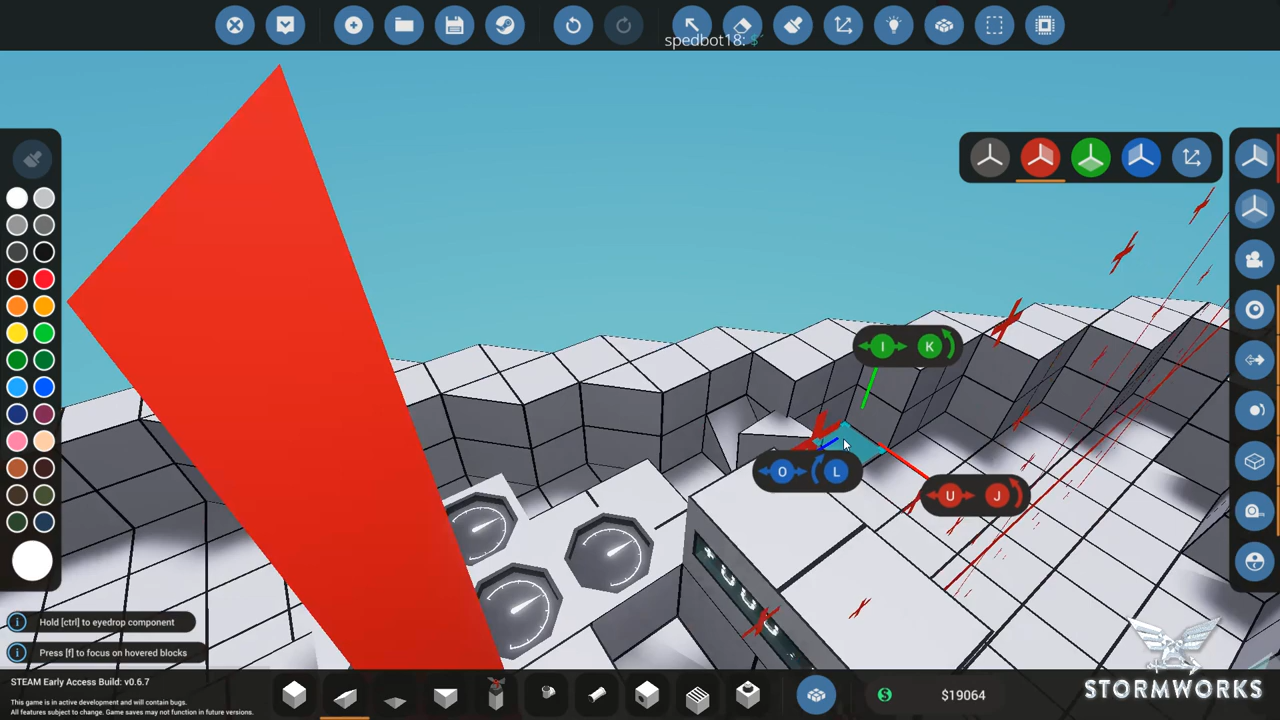 spedbot18: $
I K
O L
U J
Hold [ctrl] to eyedrop component
Press [f] to focus on hovered blocks
STEAM Early Access Build: v0.6.7
This game is in active development and will contain bugs.
All features subject to change. Game saves may not function in future versions.
$ $19064
STORMWORKS